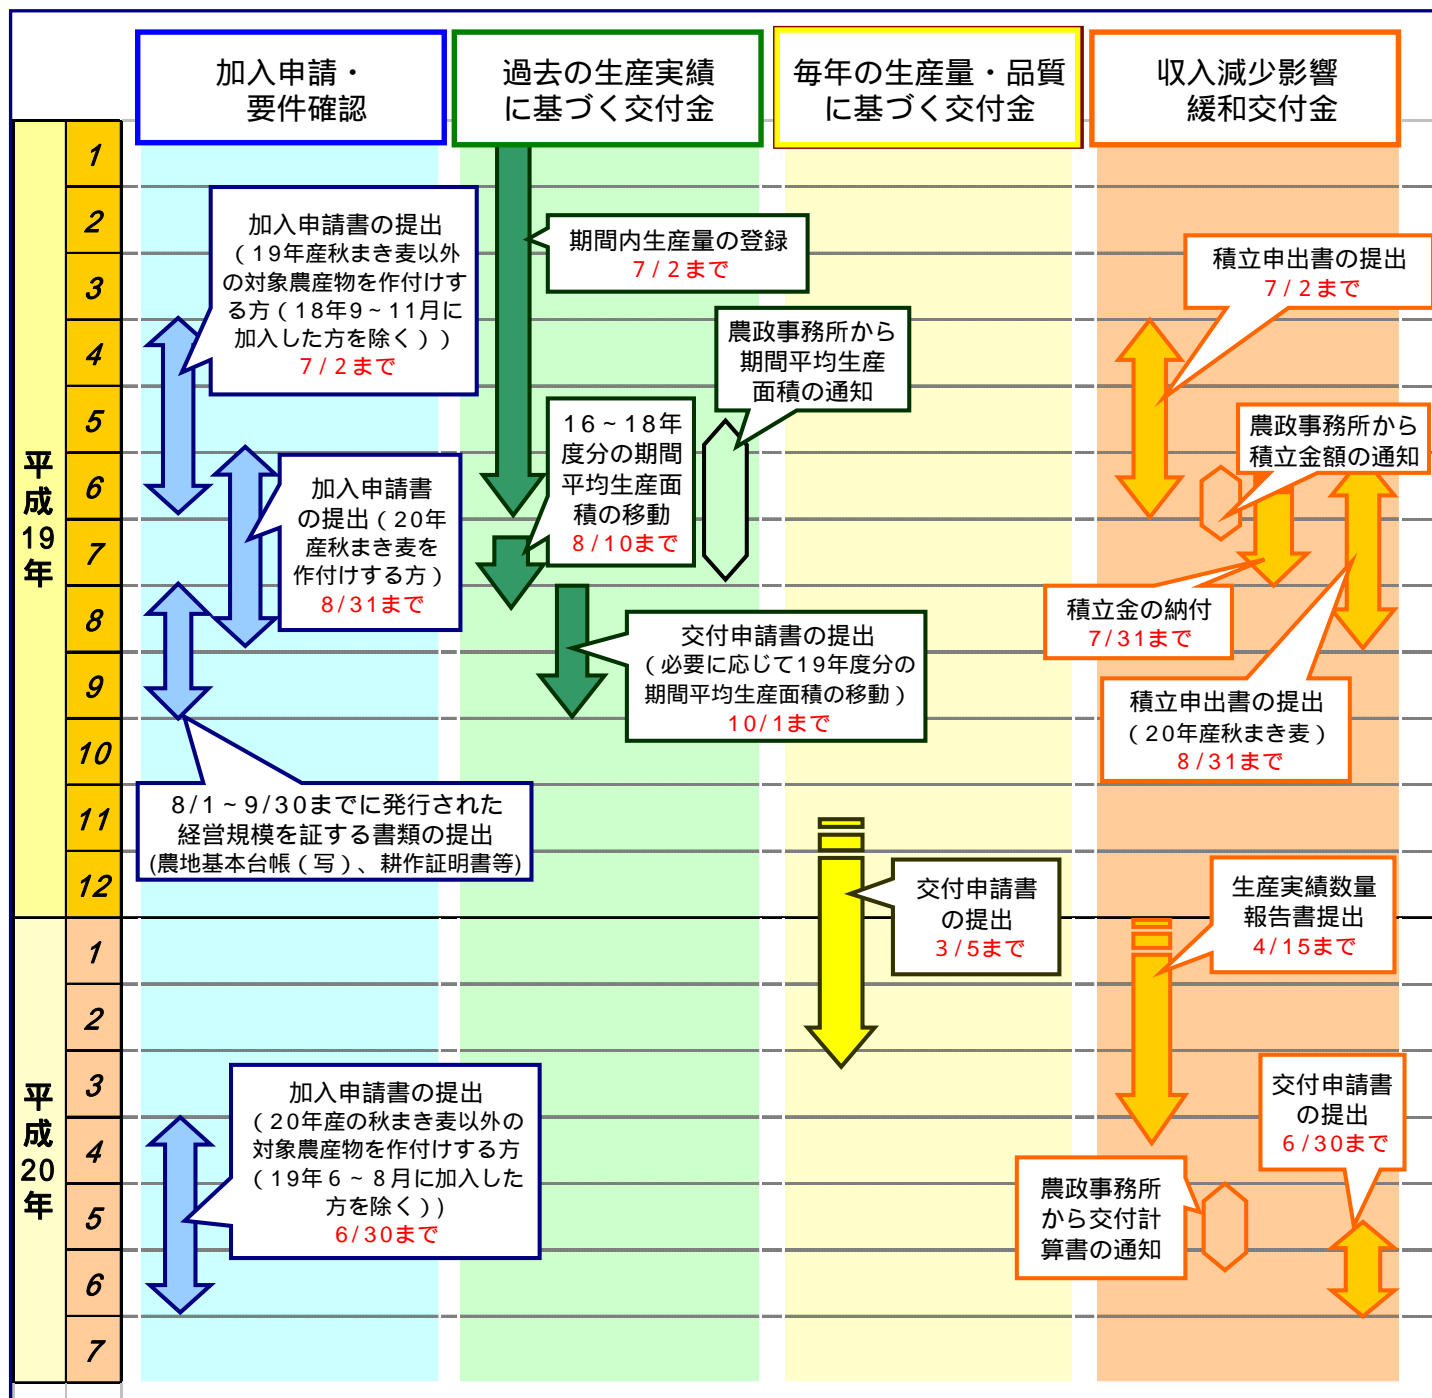 加入申請・
要件確認
過去の生産実績
に基づく交付金
毎年の生産量・品質
に基づく交付金
収入減少影響
緩和交付金
平成19年
1
2
3
4
5
6
7
8
9
10
11
12
平成20年
1
2
3
4
5
6
7
加入申請書の提出
（19年産秋まき麦以外
の対象農産物を作付けす
る方（18年9～11月に
加入した方を除く））
7/2まで
加入申請書
の提出（20年
産秋まき麦を
作付けする方）
8/31まで
8/1～9/30までに発行された
経営規模を証する書類の提出
(農地基本台帳（写）、耕作証明書等)
加入申請書の提出
（20年産の秋まき麦以外の
対象農産物を作付けする方
（19年6～8月に加入した
方を除く）)
6/30まで
期間内生産量の登録
7/2まで
農政事務所から
期間平均生産
面積の通知
16～18年
度分の期間
平均生産面
積の移動
8/10まで
交付申請書の提出
（必要に応じて19年度分の
期間平均生産面積の移動）
10/1まで
交付申請書
の提出
3/5まで
積立申出書の提出
7/2まで
農政事務所から
積立金額の通知
積立金の納付
7/31まで
積立申出書の提出
（20年産秋まき麦）
8/31まで
生産実績数量
報告書提出
4/15まで
交付申請書
の提出
6/30まで
農政事務所
から交付計
算書の通知